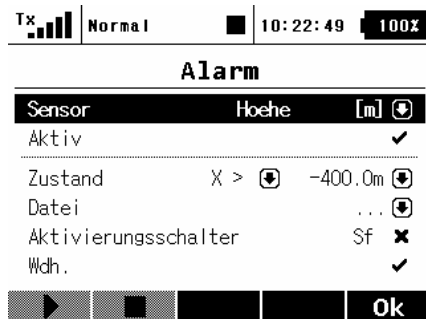 Tx Normal 10:22:49 100%
Alarm
Sensor Hoehe [m]
Aktiv
Zustand X > -400.0m
Datei ...
Aktivierungsschalter Sf
Wdh.
Ok